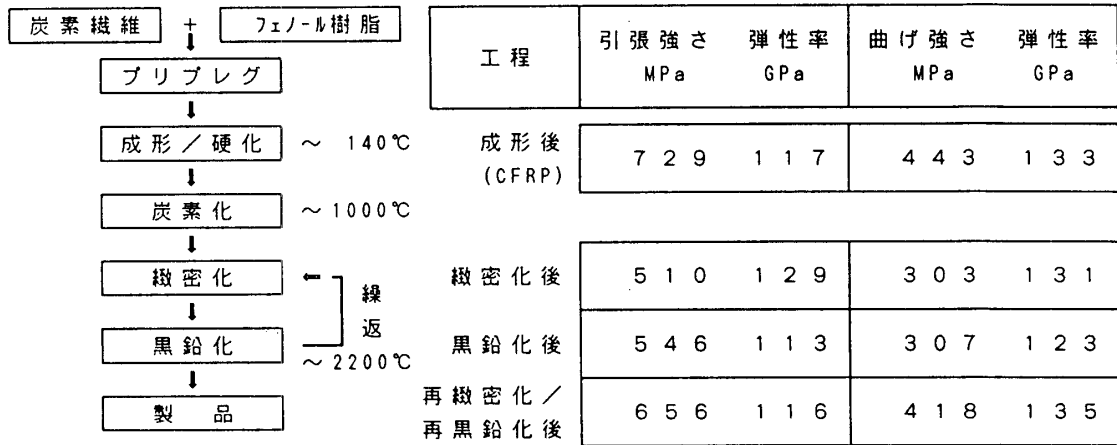 炭素繊維 + フェノール樹脂
プリプレグ
成形/硬化 ~ 140℃
炭素化 ~1000℃
緻密化
繰返
黒鉛化
~2200℃
製品
工程 引張強さ MPa 弾性率 GPa 曲げ強さ MPa 弾性率 GPa
成形後 (CFRP) 729 117 443 133
緻密化後 510 129 303 131
黒鉛化後 546 113 307 123
再緻密化/再黒鉛化後 656 116 418 135